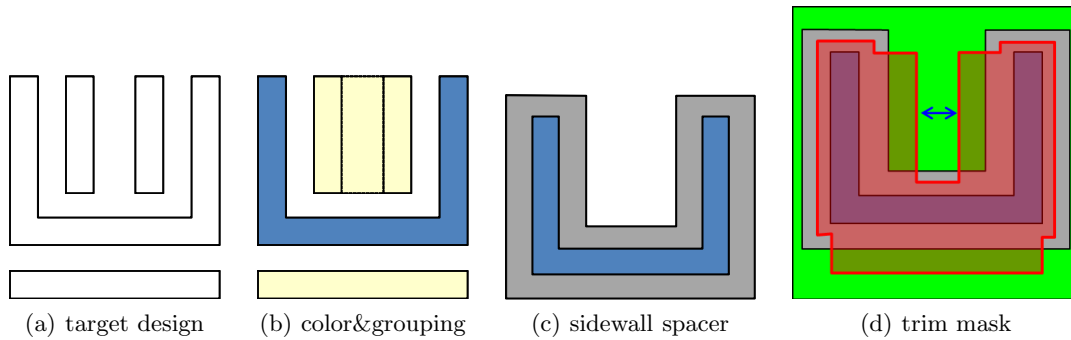 (a) target design
(b) color&grouping
(c) sidewall spacer
(d) trim mask